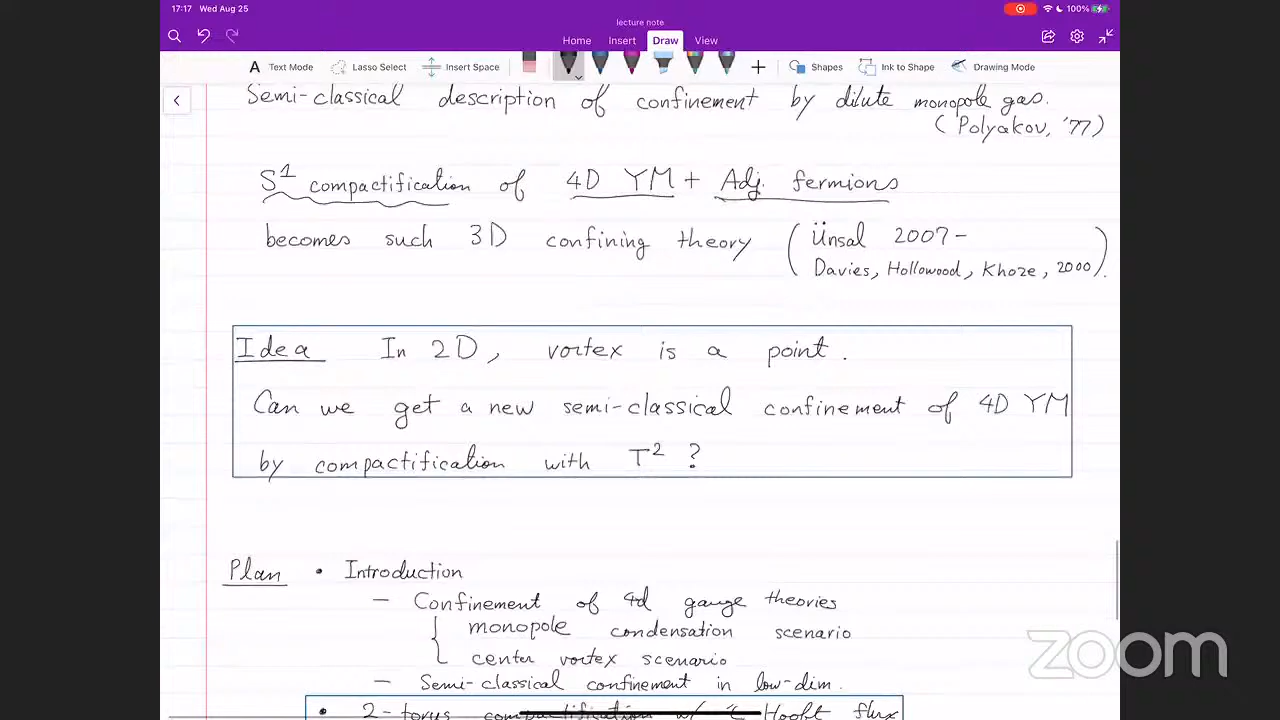 17:17 Wed Aug 25
100%
lecture note
Home Insert Draw View
Text Mode Lasso Select Insert Space Shapes Ink to Shape Drawing Mode
Semi-classical description of confinement by dilute monopole gas.
(Polyakov, '77)
S¹ compactification of 4D YM + Adj. fermions
becomes such 3D confining theory (Ünsal 2007-
Davies, Hollowood, Khoze, 2000).
Idea In 2D, vortex is a point.
Can we get a new semi-classical confinement of 4D YM
by compactification with T² ?
Plan • Introduction
– Confinement of 4d gauge theories
{ monopole condensation scenario
center vortex scenario
– Semi-classical confinement in low-dim.
• 2-torus compactification w/ 't Hooft flux
zoom